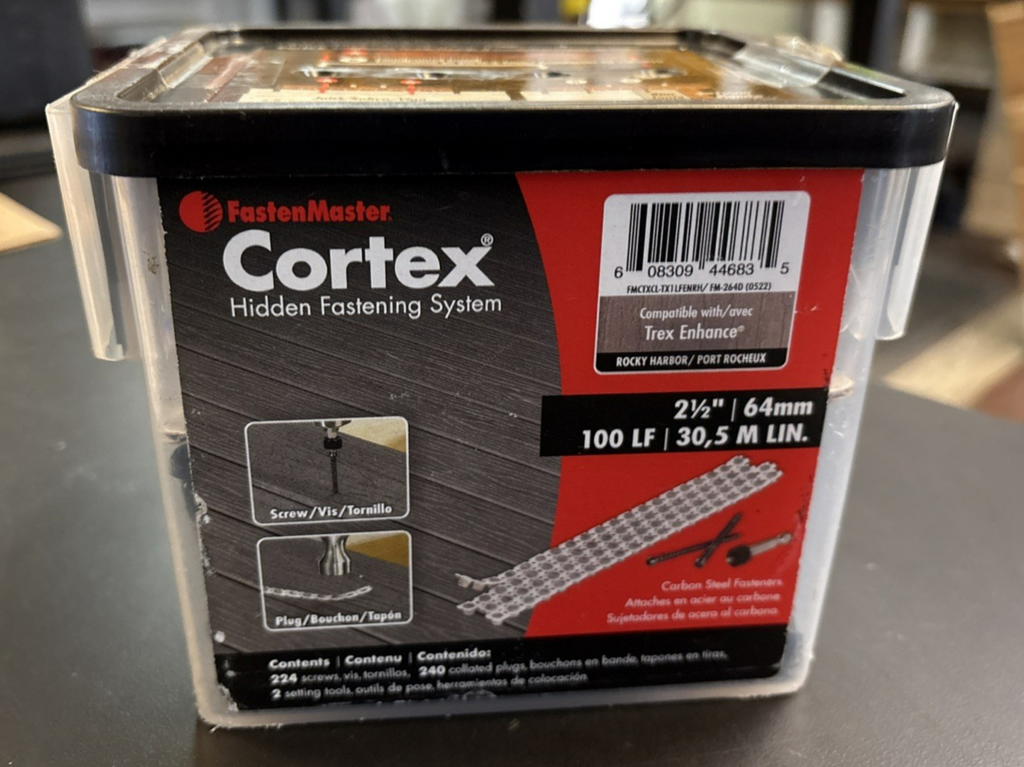 FastenMaster
Cortex®
Hidden Fastening System
6 08309 44683 5
FMCTXCL-TX1LFENRH/ FM-264D (0522)
Compatible with/avec
Trex Enhance®
ROCKY HARBOR/ PORT ROCHEUX
2½" | 64mm
100 LF | 30,5 M LIN.
Screw/Vis/Tornillo
Plug/Bouchon/Tapón
Carbon Steel Fasteners
Attaches en acier au carbone
Sujetadores de acero al carbono.
Contents | Contenu | Contenido:
224 screws, vis, tornillos, 240 collated plugs, bouchons en bande, tapones en tiras,
2 setting tools, outils de pose, herramientas de colocación